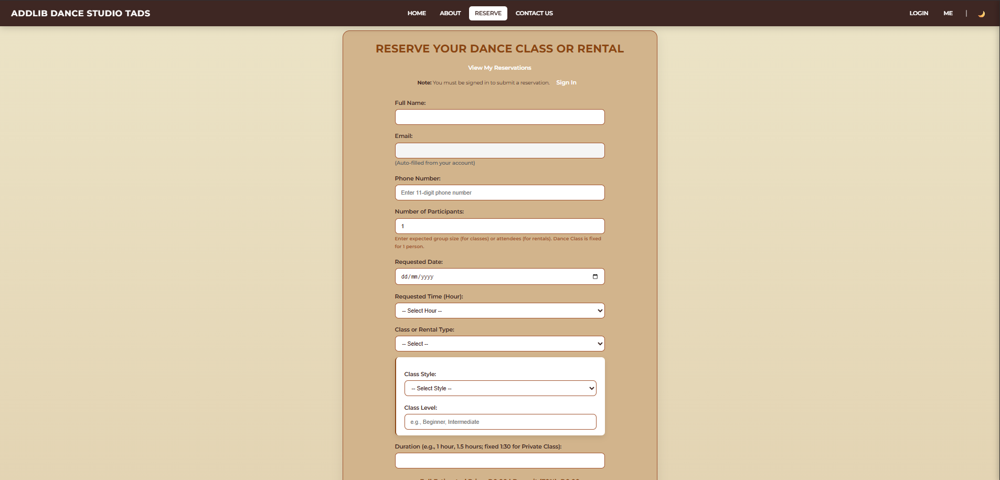 ADDLIB DANCE STUDIO TADS
HOME ABOUT RESERVE CONTACT US
LOGIN ME |
RESERVE YOUR DANCE CLASS OR RENTAL
View My Reservations
Note: You must be signed in to submit a reservation. Sign In
Full Name:
Email:
(Auto-filled from your account)
Phone Number:
Enter 11-digit phone number
Number of Participants:
1
Enter expected group size (for classes) or attendees (for rentals). Dance Class is fixed
for 1 person.
Requested Date:
dd/mm/yyyy
Requested Time (Hour):
-- Select Hour --
Class or Rental Type:
-- Select --
Class Style:
-- Select Style --
Class Level:
e.g., Beginner, Intermediate
Duration (e.g., 1 hour, 1.5 hours; fixed 1:30 for Private Class):